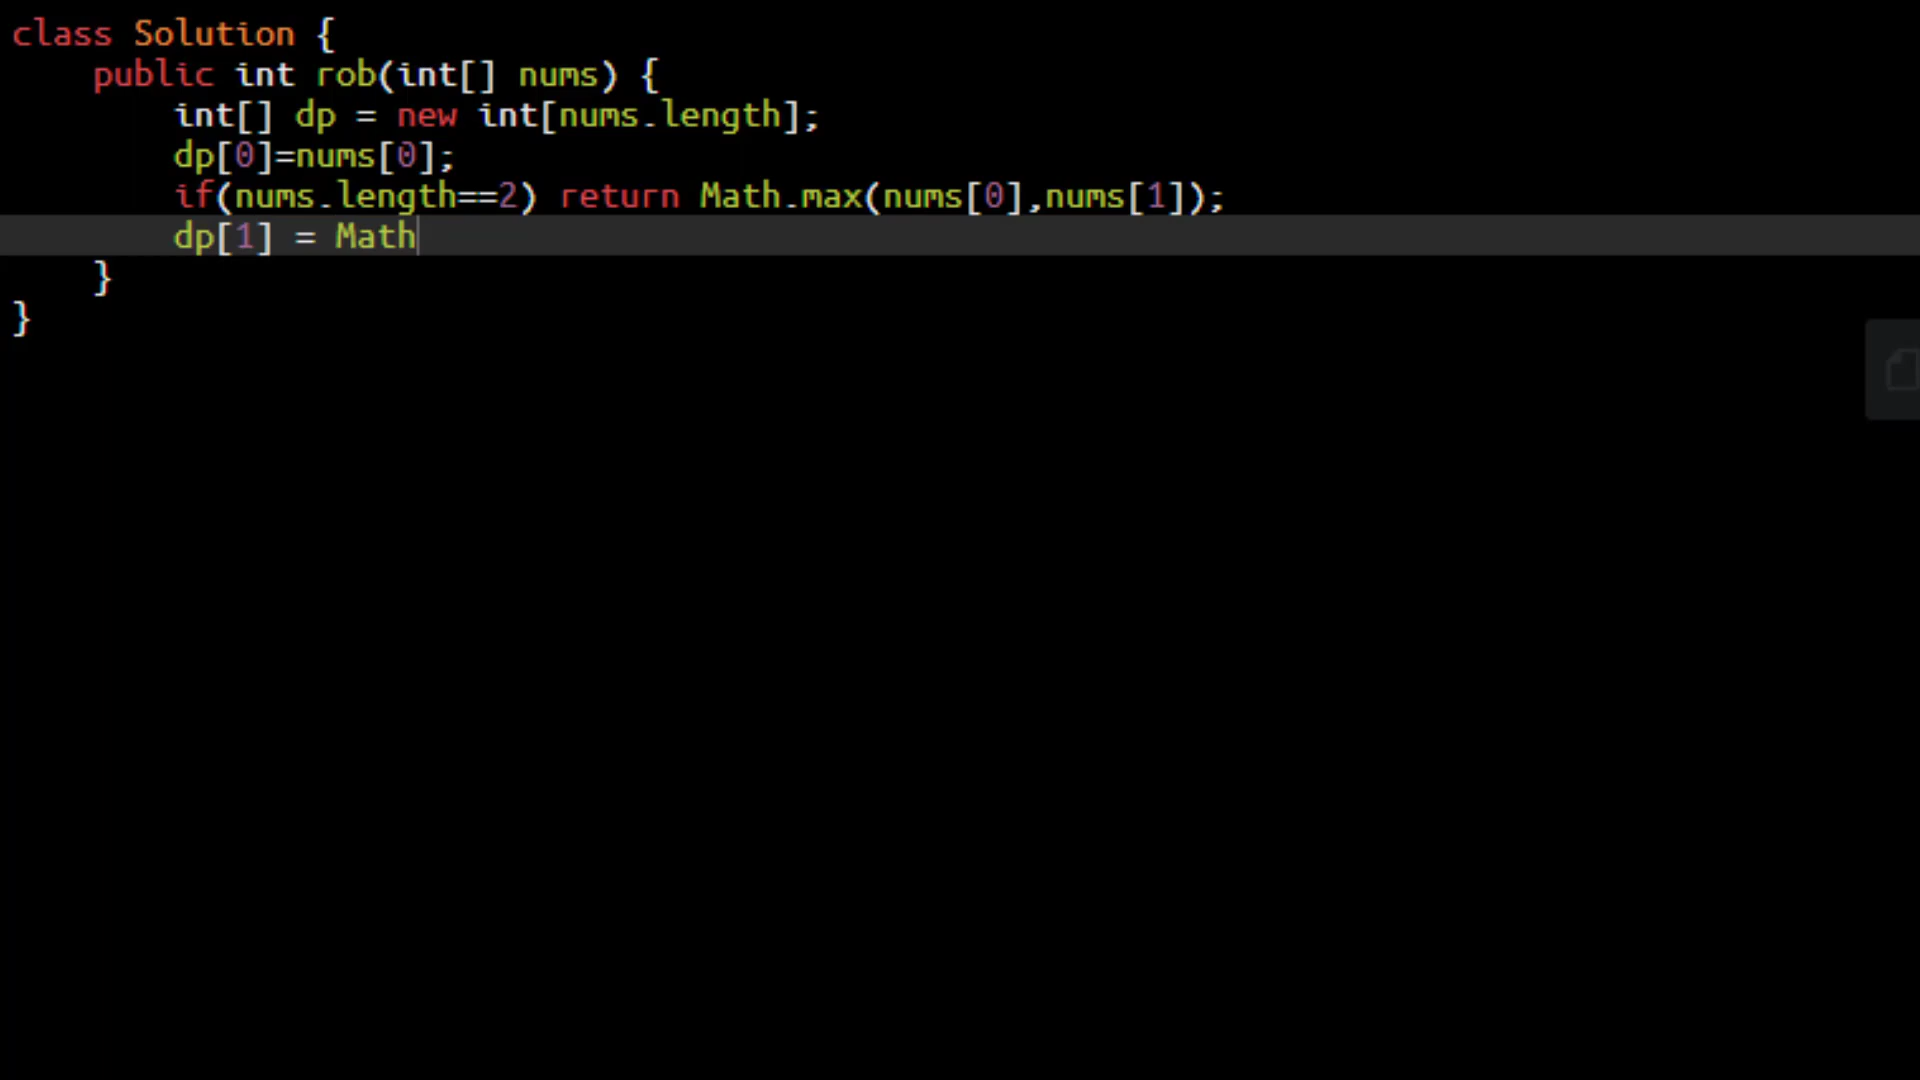 class Solution {
    public int rob(int[] nums) {
        int[] dp = new int[nums.length];
        dp[0]=nums[0];
        if(nums.length==2) return Math.max(nums[0],nums[1]);
        dp[1] = Math
    }
}